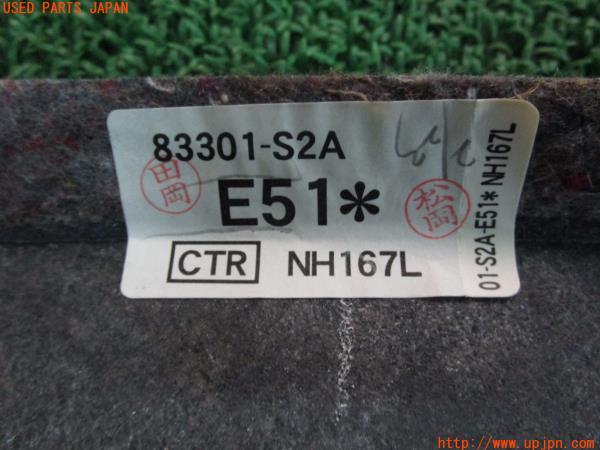 USED PARTS JAPAN
83301-S2A
田岡
E51*
松岡
CTR NH167L
01-S2A-E51* NH167L
http://www.upjpn.com